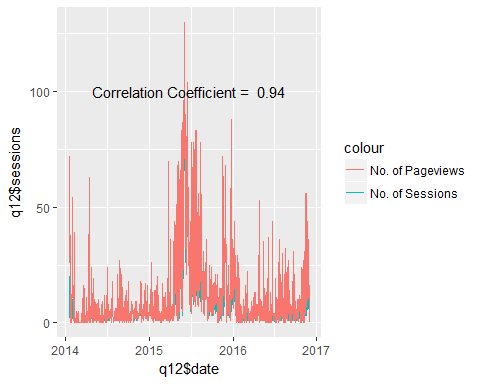 Correlation Coefficient = 0.94
100
50
0
q12$sessions
2014 2015 2016 2017
q12$date
colour
No. of Pageviews
No. of Sessions